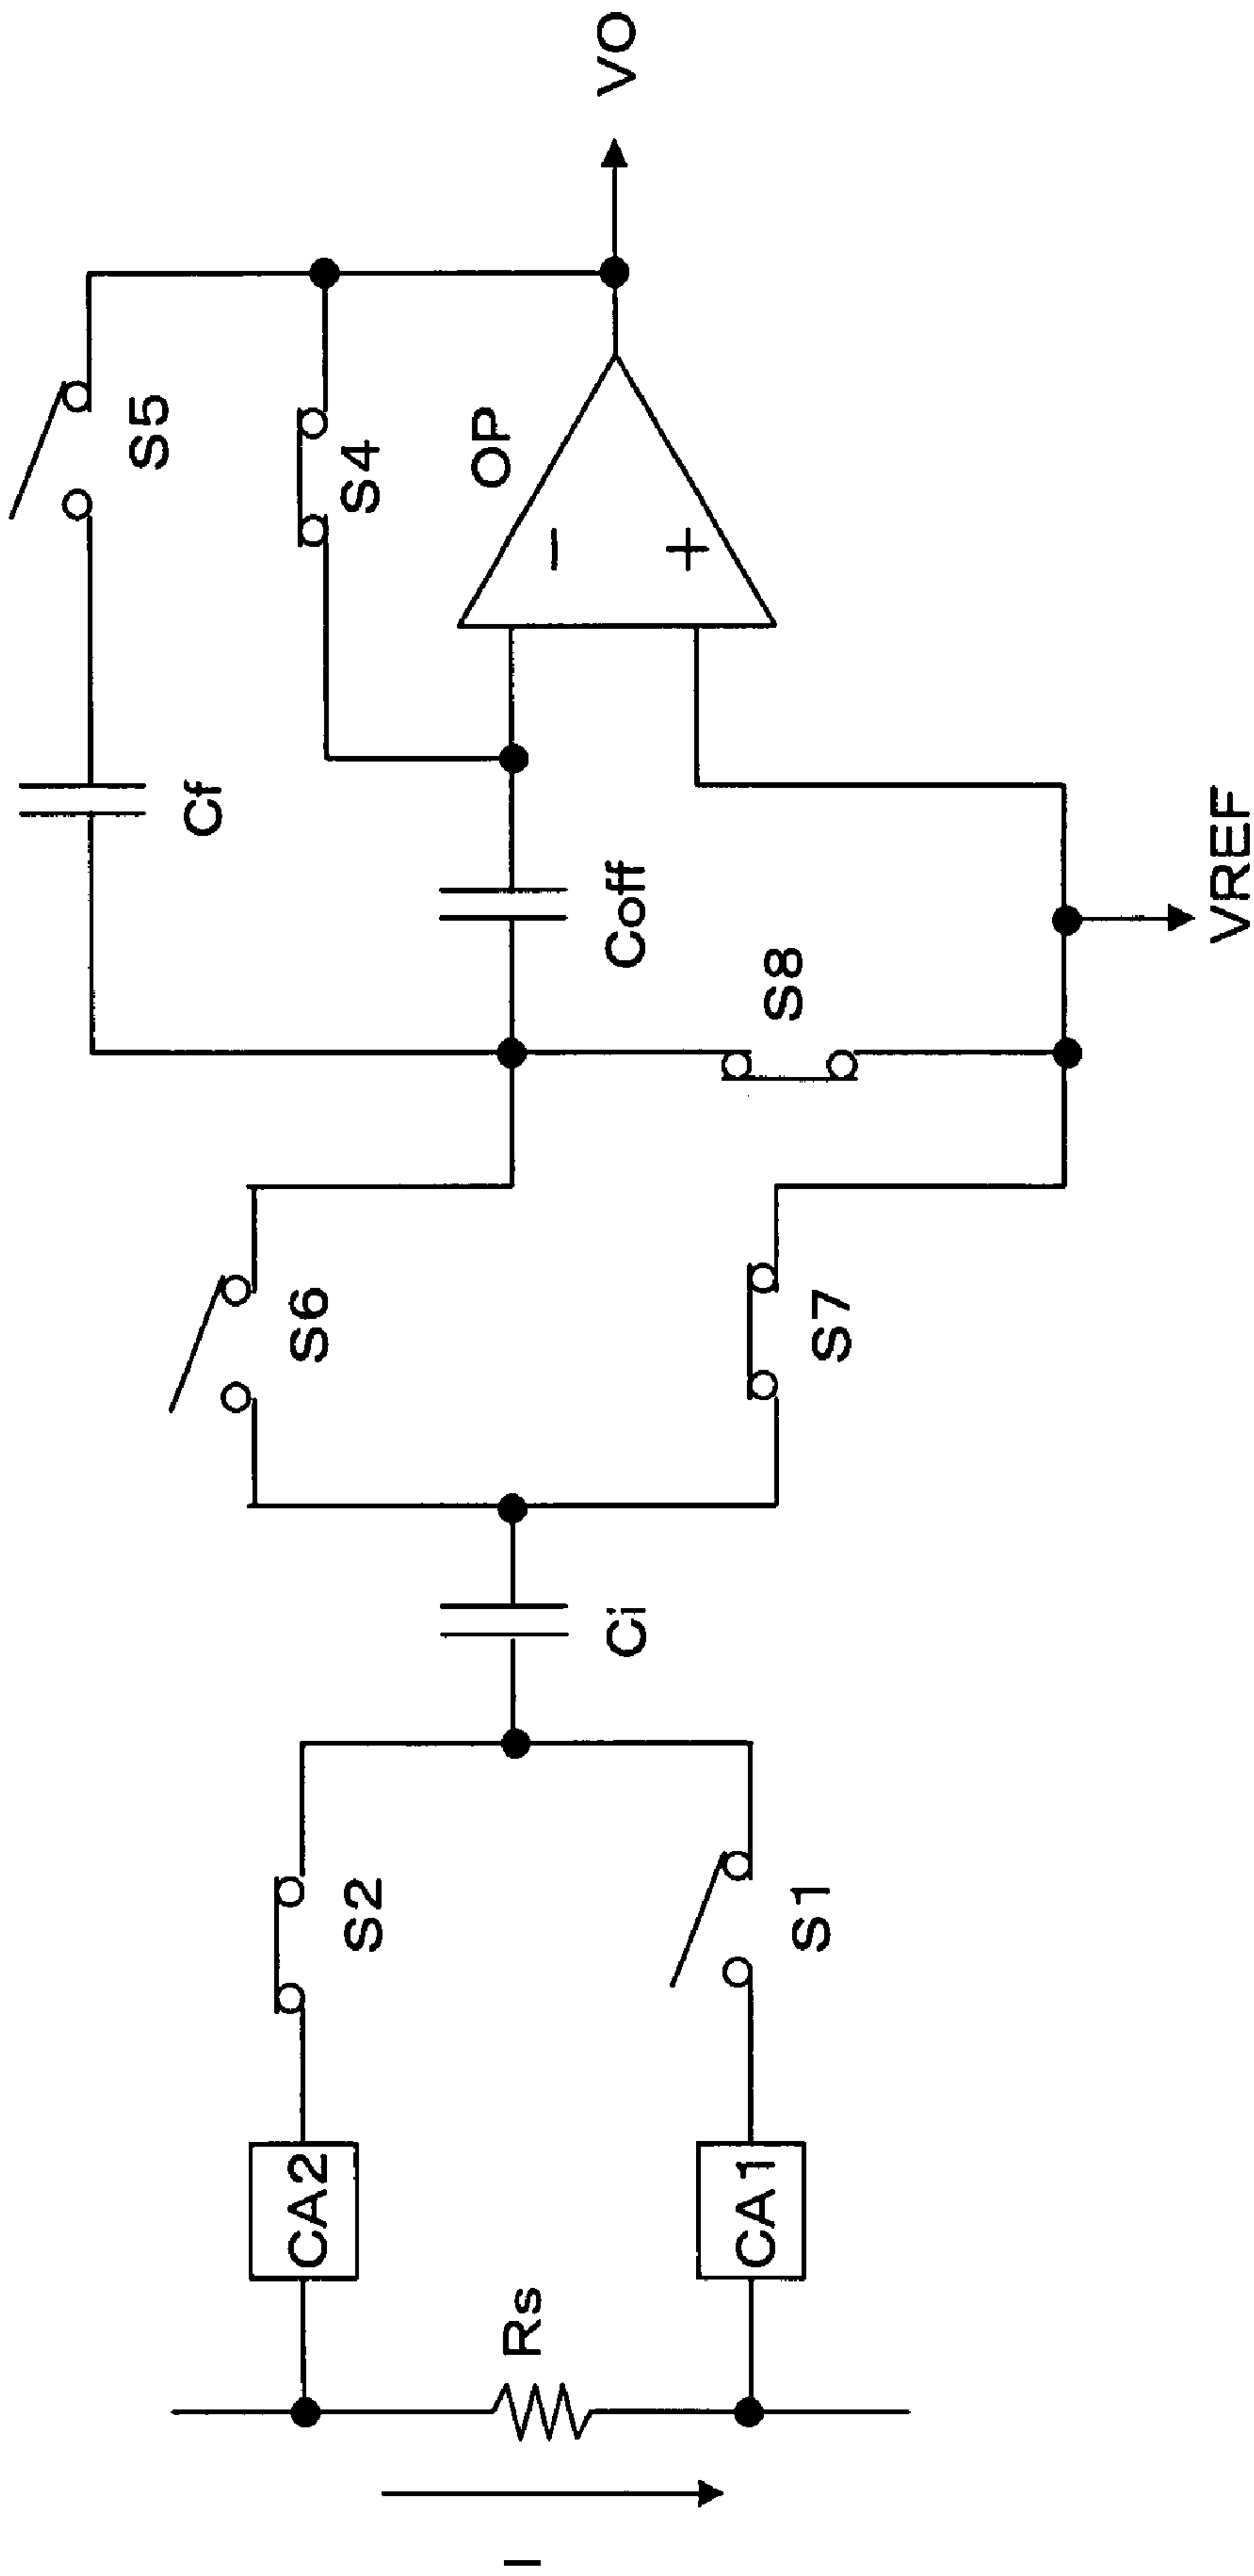 I
Rs
CA2
CA1
S2
S1
Ci
S6
S7
S8
Cf
Coff
S5
S4
OP
−
+
VREF
VO